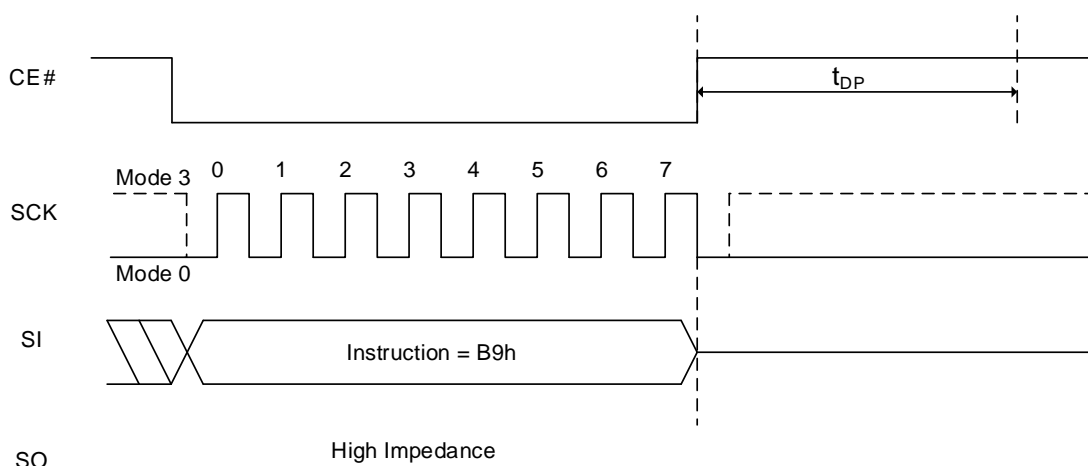 CE#
tDP
Mode 3
0 1 2 3 4 5 6 7
SCK
Mode 0
SI
Instruction = B9h
High Impedance
SO